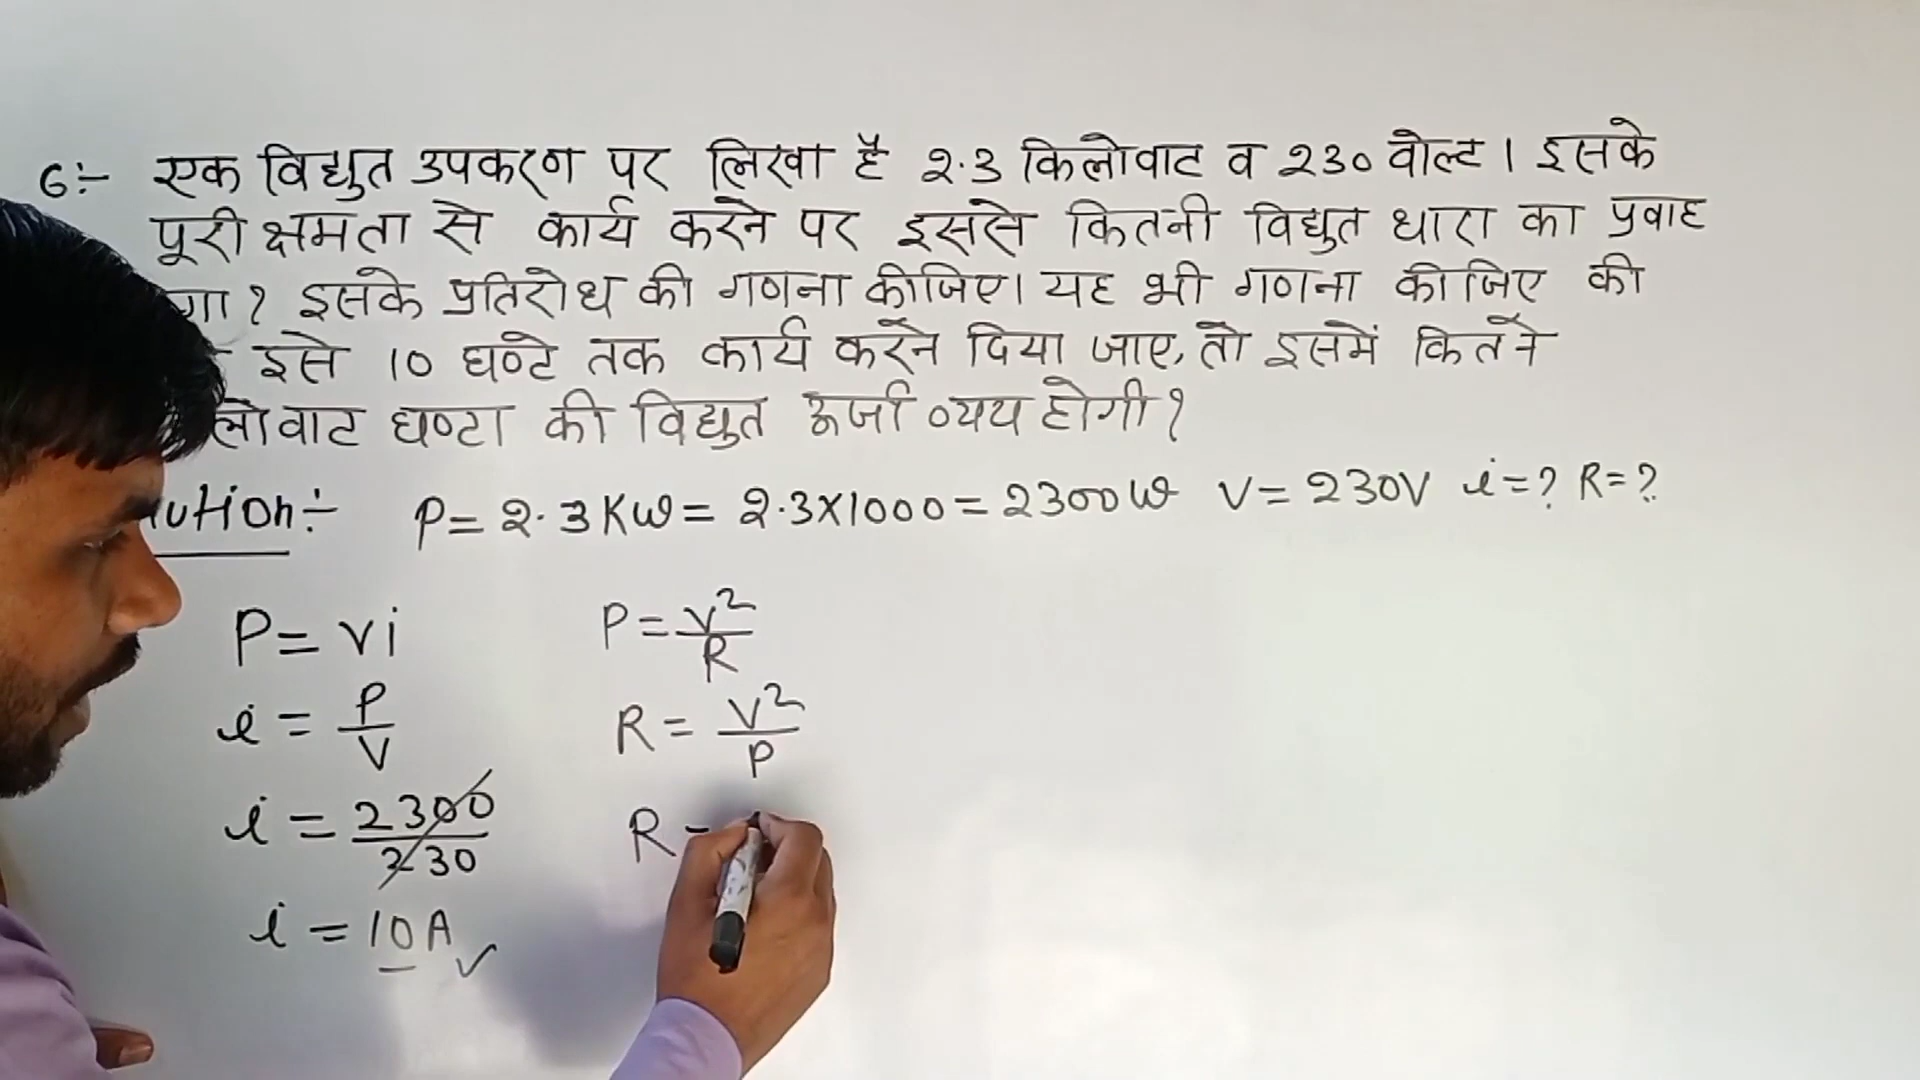 6:- एक विद्युत उपकरण पर लिखा है 2.3 किलोवाट व 230 वोल्ट। इसके
पूरी क्षमता से कार्य करने पर इससे कितनी विद्युत धारा का प्रवाह
? इसके प्रतिरोध की गणना कीजिए। यह भी गणना कीजिए की
इसे 10 घण्टे तक कार्य करने दिया जाए, तो इसमें कितने
घण्टा की विद्युत ऊर्जा व्यय होगी?
P = 2.3 KW = 2.3×1000 = 2300 W V = 230V i = ? R = ?
P = vi
i = P/V
i = 2300/230
i = 10 A ✓
P = V²/R
R = V²/P
R =